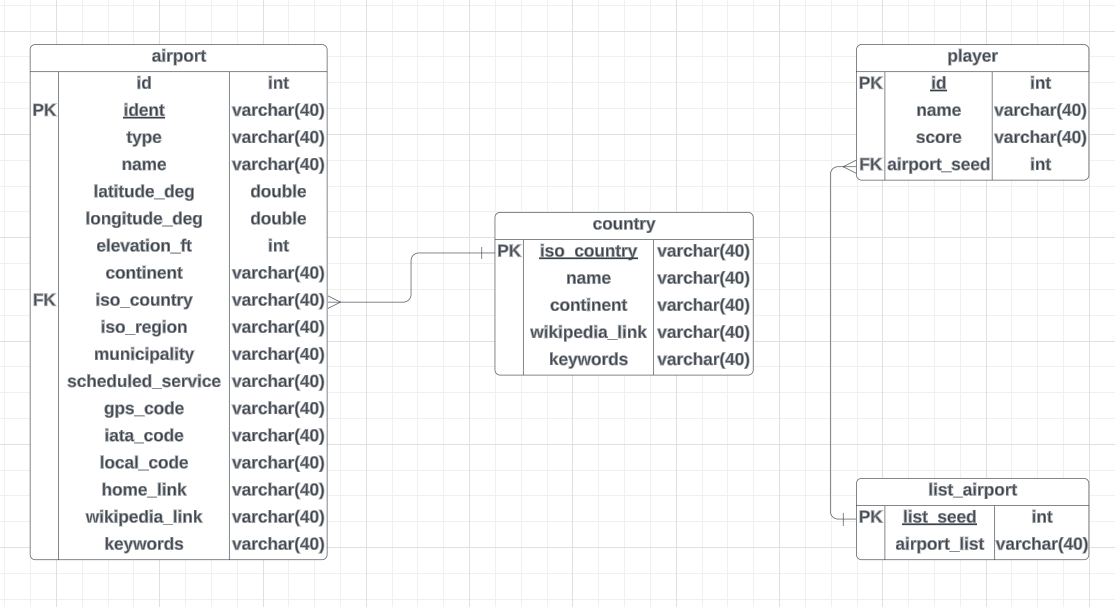 airport
id int
PK ident varchar(40)
type varchar(40)
name varchar(40)
latitude_deg double
longitude_deg double
elevation_ft int
continent varchar(40)
FK iso_country varchar(40)
iso_region varchar(40)
municipality varchar(40)
scheduled_service varchar(40)
gps_code varchar(40)
iata_code varchar(40)
local_code varchar(40)
home_link varchar(40)
wikipedia_link varchar(40)
keywords varchar(40)
country
PK iso_country varchar(40)
name varchar(40)
continent varchar(40)
wikipedia_link varchar(40)
keywords varchar(40)
player
PK id int
name varchar(40)
score varchar(40)
FK airport_seed int
list_airport
PK list_seed int
airport_list varchar(40)